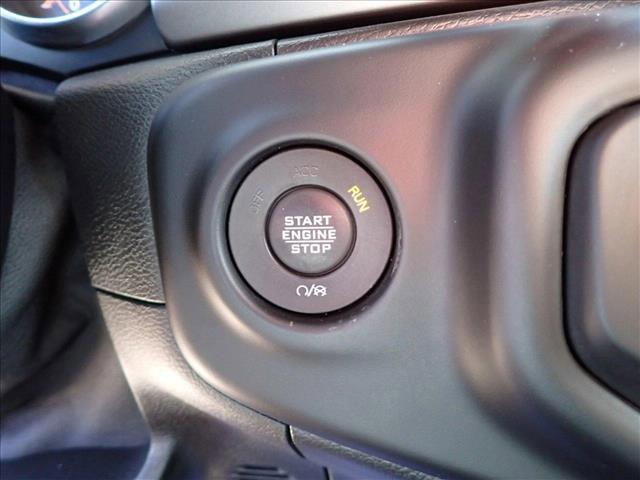 OFF ACC RUN
START
ENGINE
STOP